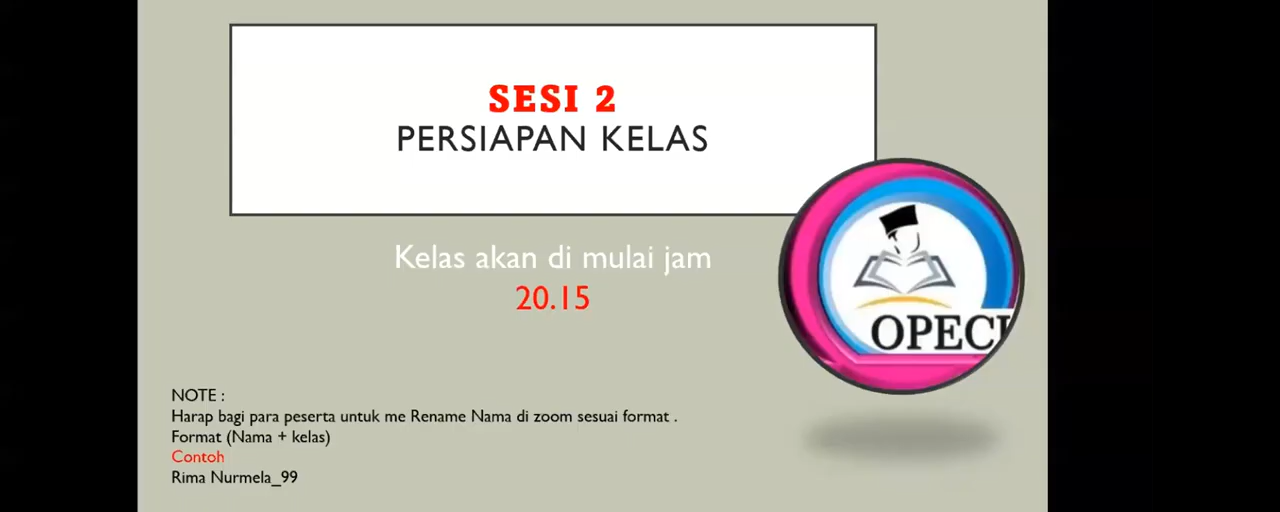 SESI 2
PERSIAPAN KELAS
Kelas akan di mulai jam
20.15
NOTE :
Harap bagi para peserta untuk me Rename Nama di zoom sesuai format .
Format (Nama + kelas)
Contoh
Rima Nurmela_99